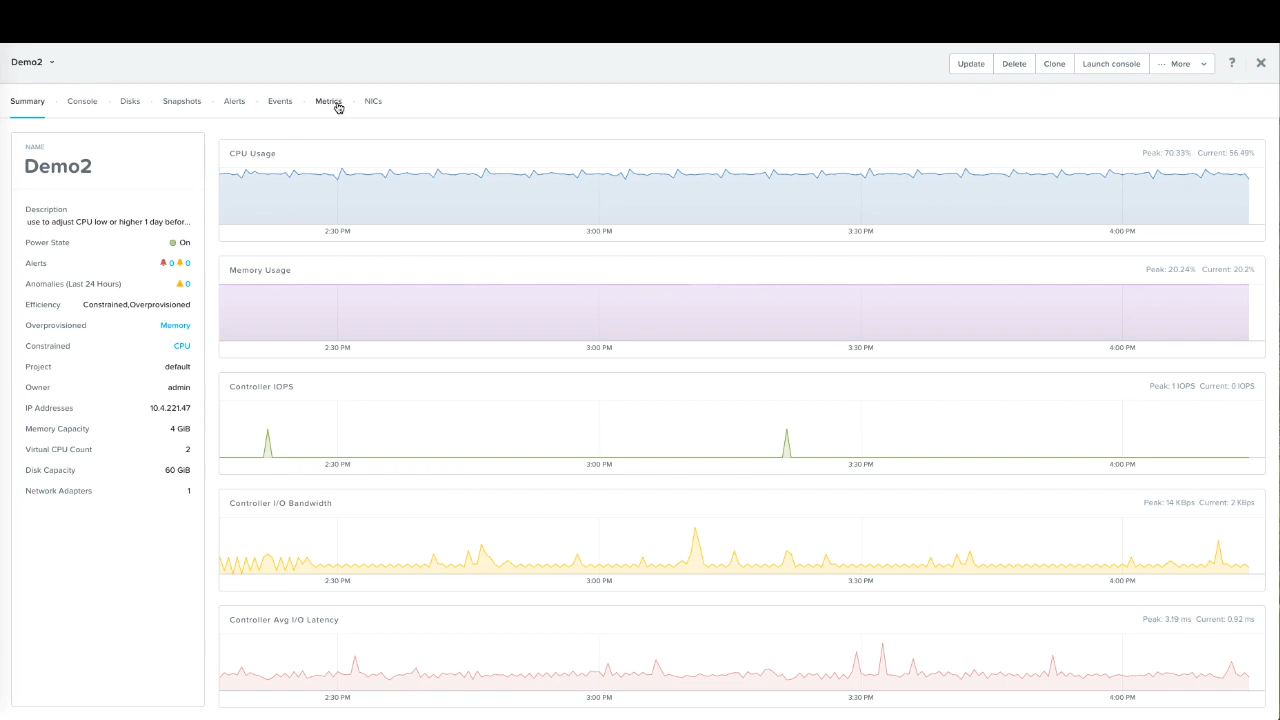 Demo2
Update Delete Clone Launch console ... More ?
Summary Console Disks Snapshots Alerts Events Metrics NICs
NAME
Demo2
Description
use to adjust CPU low or higher 1 day befor...
Power State On
Alerts 0 0
Anomalies (Last 24 Hours) 0
Efficiency Constrained,Overprovisioned
Overprovisioned Memory
Constrained CPU
Project default
Owner admin
IP Addresses 10.4.221.47
Memory Capacity 4 GiB
Virtual CPU Count 2
Disk Capacity 60 GiB
Network Adapters 1
CPU Usage Peak: 70.33% Current: 56.49%
2:30 PM 3:00 PM 3:30 PM 4:00 PM
Memory Usage Peak: 20.24% Current: 20.2%
2:30 PM 3:00 PM 3:30 PM 4:00 PM
Controller IOPS Peak: 1 IOPS Current: 0 IOPS
2:30 PM 3:00 PM 3:30 PM 4:00 PM
Controller I/O Bandwidth Peak: 14 KBps Current: 2 KBps
2:30 PM 3:00 PM 3:30 PM 4:00 PM
Controller Avg I/O Latency Peak: 3.19 ms Current: 0.92 ms
2:30 PM 3:00 PM 3:30 PM 4:00 PM